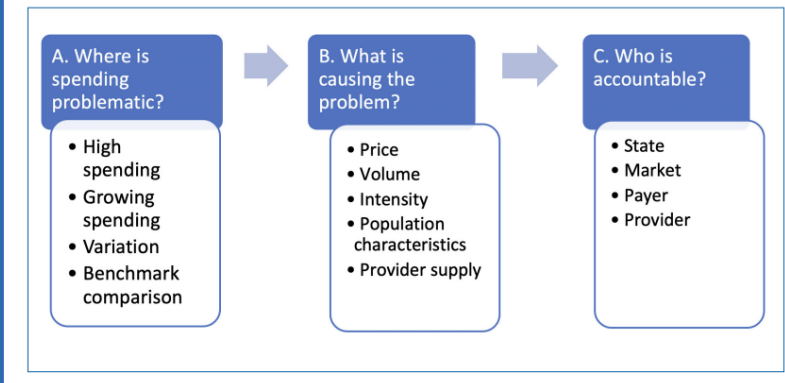 A. Where is
spending
problematic?
• High
spending
• Growing
spending
• Variation
• Benchmark
comparison
B. What is
causing the
problem?
• Price
• Volume
• Intensity
• Population
characteristics
• Provider supply
C. Who is
accountable?
• State
• Market
• Payer
• Provider